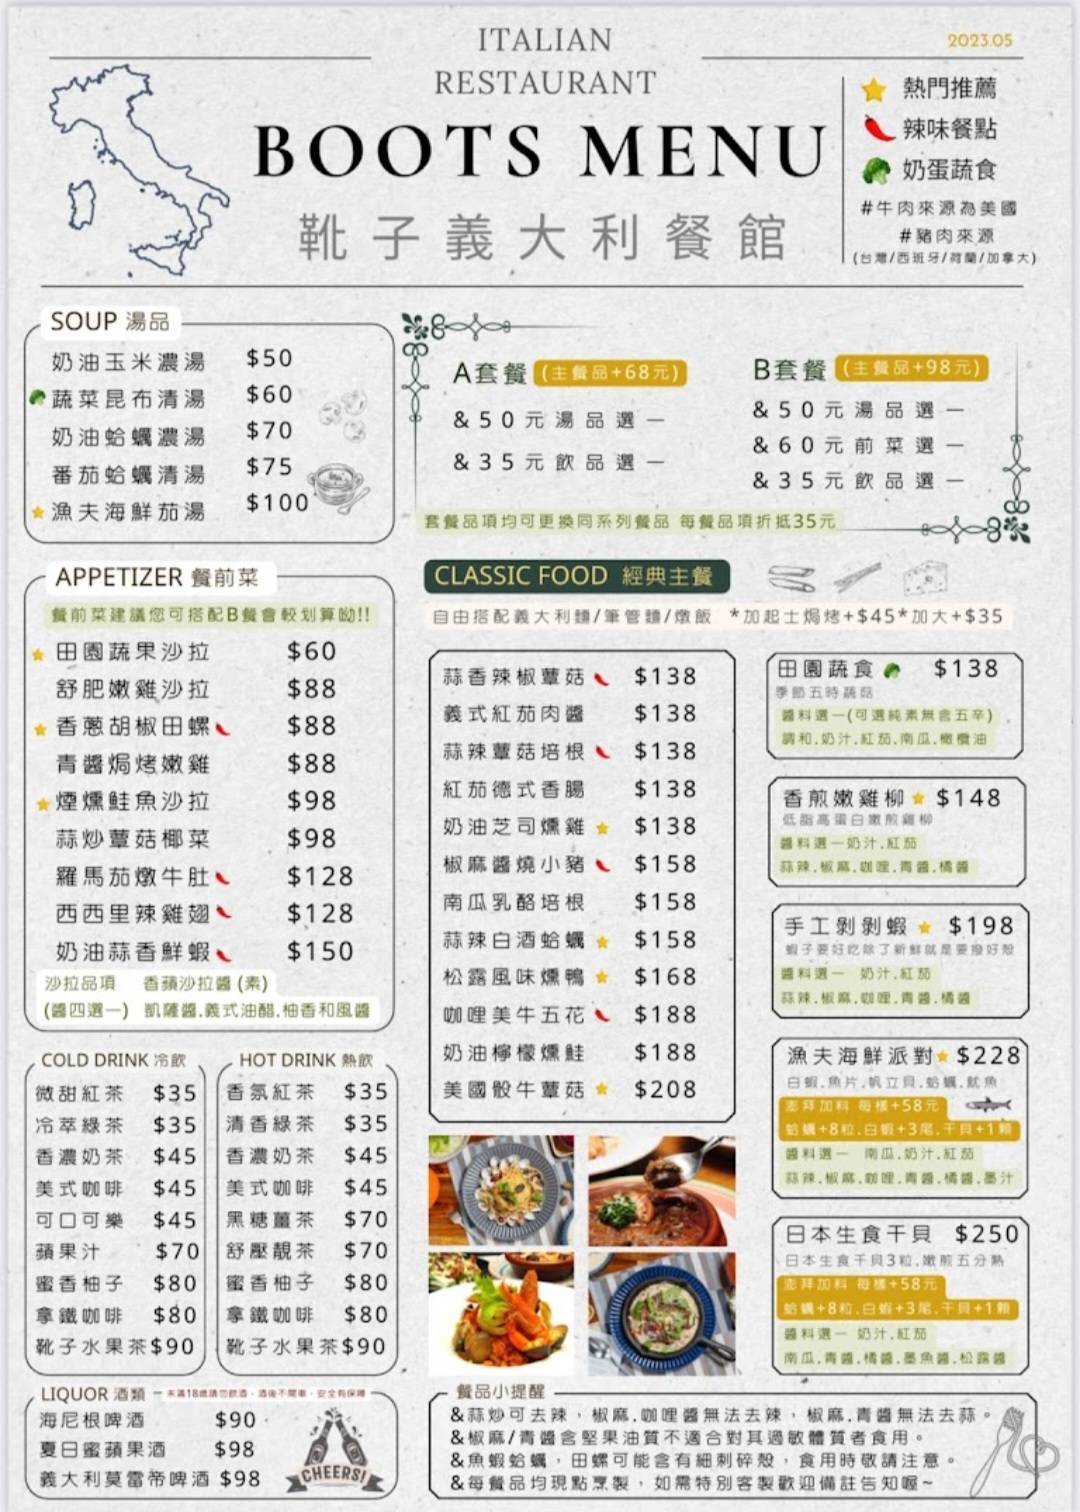 ITALIAN
RESTAURANT
BOOTS MENU
靴子義大利餐館
2023.05
熱門推薦
辣味餐點
奶蛋蔬食
#牛肉來源為美國
#豬肉來源
(台灣/西班牙/荷蘭/加拿大)
SOUP 湯品
奶油玉米濃湯 $50
蔬菜昆布清湯 $60
奶油蛤蠣濃湯 $70
番茄蛤蠣清湯 $75
漁夫海鮮茄湯 $100
A套餐 (主餐品+68元)
&50元湯品選一
&35元飲品選一
B套餐 (主餐品+98元)
&50元湯品選一
&60元前菜選一
&35元飲品選一
套餐品項均可更換同系列餐品 每餐品項折抵35元
APPETIZER 餐前菜
餐前菜建議您可搭配B餐會較划算呦!!
田園蔬果沙拉 $60
舒肥嫩雞沙拉 $88
香蔥胡椒田螺 $88
青醬焗烤嫩雞 $88
煙燻鮭魚沙拉 $98
蒜炒蕈菇椰菜 $98
羅馬茄燉牛肚 $128
西西里辣雞翅 $128
奶油蒜香鮮蝦 $150
沙拉品項 香蘋沙拉醬(素)
(醬四選一) 凱薩醬.義式油醋.柚香和風醬
CLASSIC FOOD 經典主餐
自由搭配義大利麵/筆管麵/燉飯 *加起士焗烤+$45*加大+$35
蒜香辣椒蕈菇 $138
義式紅茄肉醬 $138
蒜辣蕈菇培根 $138
紅茄德式香腸 $138
奶油芝司燻雞 $138
椒麻醬燒小豬 $158
南瓜乳酪培根 $158
蒜辣白酒蛤蠣 $158
松露風味燻鴨 $168
咖哩美牛五花 $188
奶油檸檬燻鮭 $188
美國骰牛蕈菇 $208
田園蔬食 $138
季節五時蔬菇
醬料選一(可選純素無含五辛)
調和.奶汁.紅茄.南瓜.橄欖油
香煎嫩雞柳 $148
低脂高蛋白嫩煎雞柳
醬料選一奶汁.紅茄
蒜辣.椒麻.咖哩.青醬.橘醬
手工剝剝蝦 $198
蝦子要好吃除了新鮮就是要撥好殼
醬料選一 奶汁.紅茄
蒜辣.椒麻.咖哩.青醬.橘醬
漁夫海鮮派對 $228
白蝦.魚片.帆立貝.蛤蠣.魷魚
澎拜加料 每樣+58元
蛤蠣+8粒.白蝦+3尾.干貝+1顆
醬料選一 南瓜.奶汁.紅茄
蒜辣.椒麻.咖哩.青醬.橘醬.墨汁
日本生食干貝 $250
日本生食干貝3粒.嫩煎五分熟
澎拜加料 每樣+58元
蛤蠣+8粒.白蝦+3尾.干貝+1顆
醬料選一 奶汁.紅茄
南瓜.青醬.橘醬.墨魚醬.松露醬
COLD DRINK 冷飲
微甜紅茶 $35
冷萃綠茶 $35
香濃奶茶 $45
美式咖啡 $45
可口可樂 $45
蘋果汁 $70
蜜香柚子 $80
拿鐵咖啡 $80
靴子水果茶 $90
HOT DRINK 熱飲
香氛紅茶 $35
清香綠茶 $35
香濃奶茶 $45
美式咖啡 $45
黑糖薑茶 $70
舒壓靚茶 $70
蜜香柚子 $80
拿鐵咖啡 $80
靴子水果茶 $90
LIQUOR 酒類
未滿18歲請勿飲酒，酒後不開車，安全有保障
海尼根啤酒 $90
夏日蜜蘋果酒 $98
義大利莫雷帝啤酒 $98
CHEERS!
餐品小提醒
&蒜炒可去辣，椒麻.咖哩醬無法去辣，椒麻.青醬無法去蒜。
&椒麻/青醬含堅果油質不適合對其過敏體質者食用。
&魚蝦蛤蠣，田螺可能含有細刺碎殼，食用時敬請注意。
&每餐品均現點烹製，如需特別客製歡迎備註告知喔~